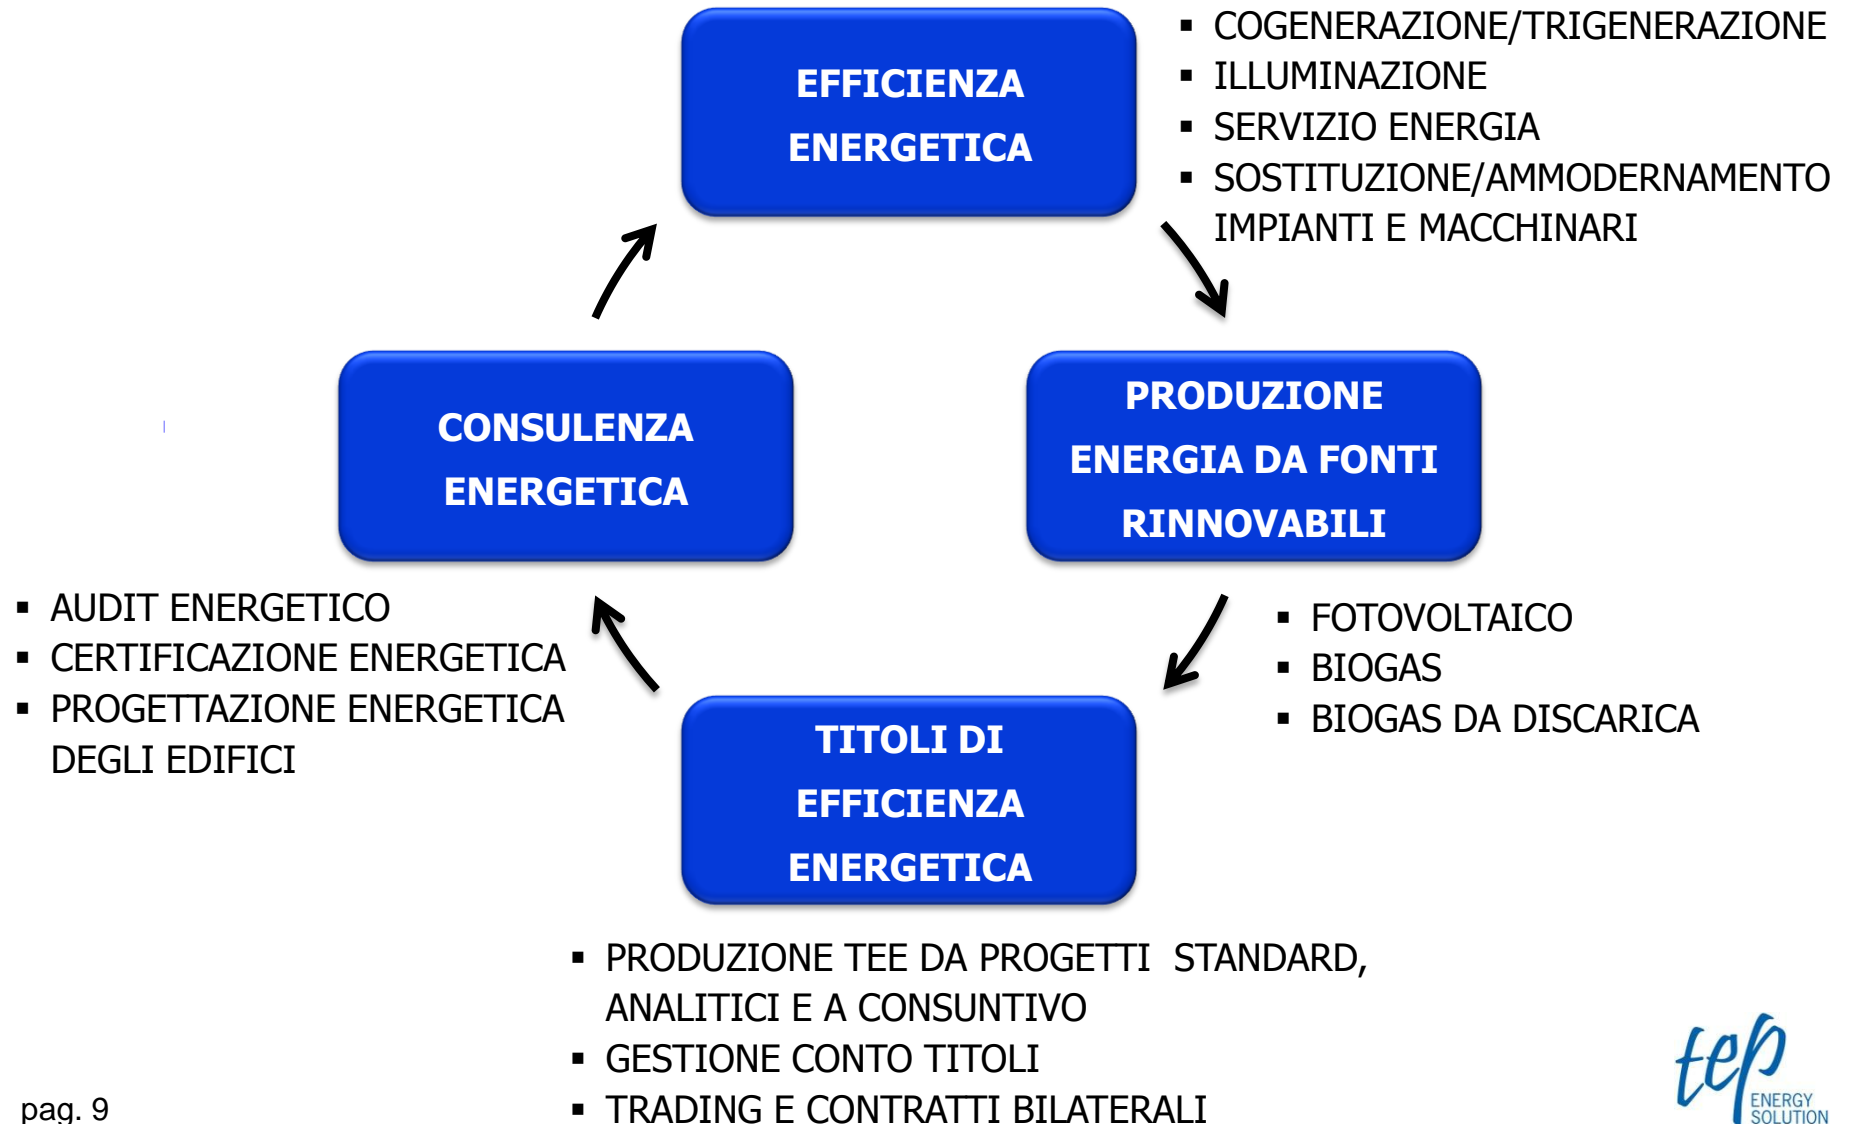 EFFICIENZA
ENERGETICA
▪ COGENERAZIONE/TRIGENERAZIONE
▪ ILLUMINAZIONE
▪ SERVIZIO ENERGIA
▪ SOSTITUZIONE/AMMODERNAMENTO
IMPIANTI E MACCHINARI
CONSULENZA
ENERGETICA
PRODUZIONE
ENERGIA DA FONTI
RINNOVABILI
▪ AUDIT ENERGETICO
▪ CERTIFICAZIONE ENERGETICA
▪ PROGETTAZIONE ENERGETICA
DEGLI EDIFICI
▪ FOTOVOLTAICO
▪ BIOGAS
▪ BIOGAS DA DISCARICA
TITOLI DI
EFFICIENZA
ENERGETICA
▪ PRODUZIONE TEE DA PROGETTI  STANDARD,
ANALITICI E A CONSUNTIVO
▪ GESTIONE CONTO TITOLI
▪ TRADING E CONTRATTI BILATERALI
pag. 9
tep
ENERGY
SOLUTION